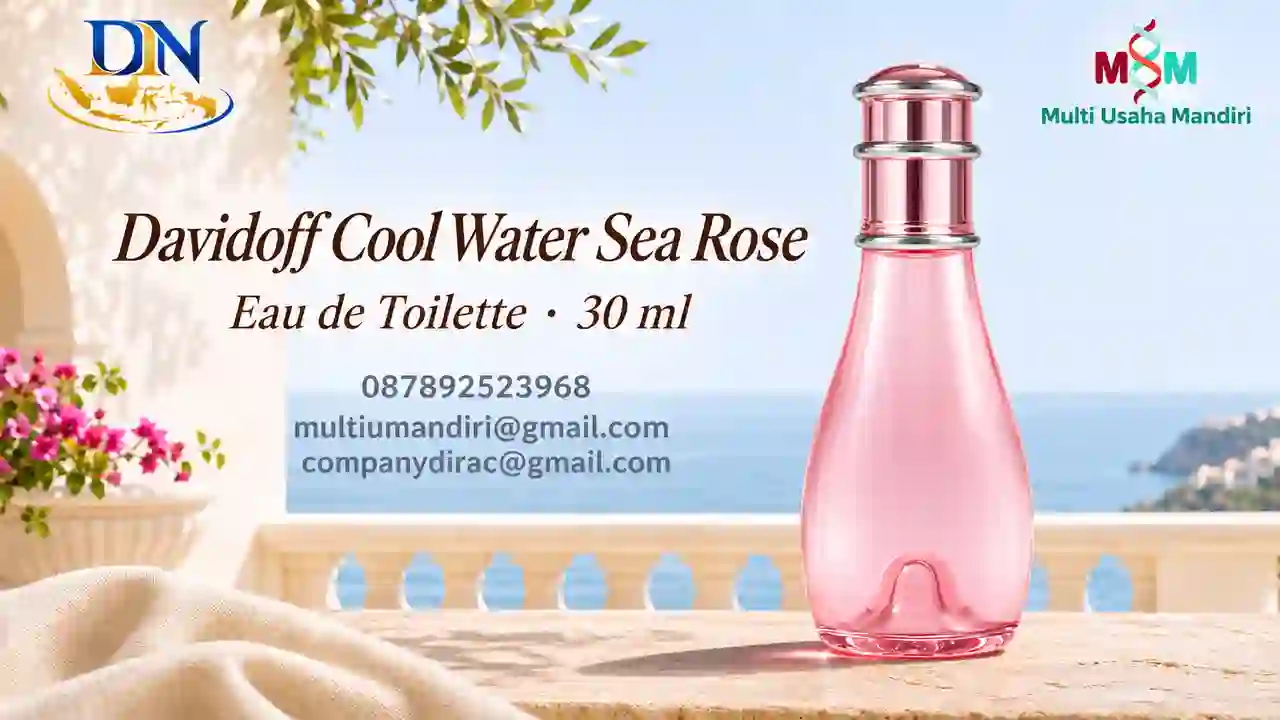 DIN
MSM
Multi Usaha Mandiri
Davidoff Cool Water Sea Rose
Eau de Toilette · 30 ml
087892523968
multiumandiri@gmail.com
companydirac@gmail.com